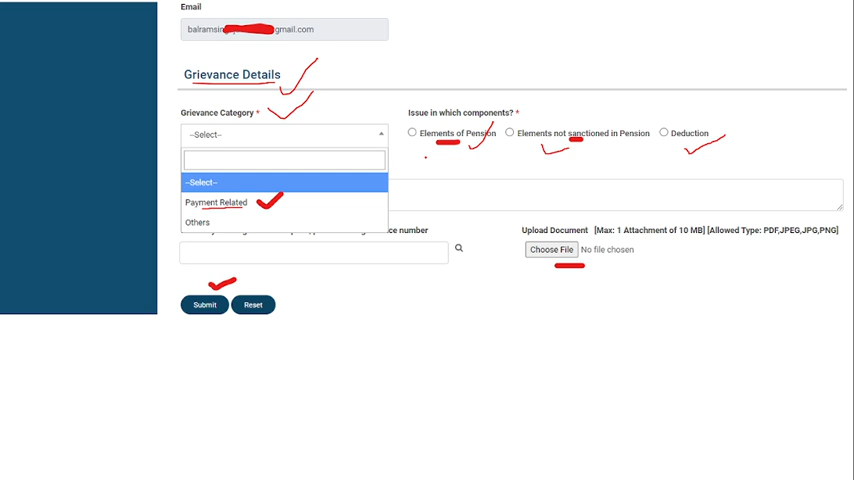 Email
balramsin gmail.com
Grievance Details
Grievance Category * Issue in which components? *
--Select-- Elements of Pension Elements not sanctioned in Pension Deduction
--Select--
Payment Related
Others
ce number Upload Document [Max: 1 Attachment of 10 MB] [Allowed Type: PDF,JPEG,JPG,PNG]
Choose File No file chosen
Submit Reset